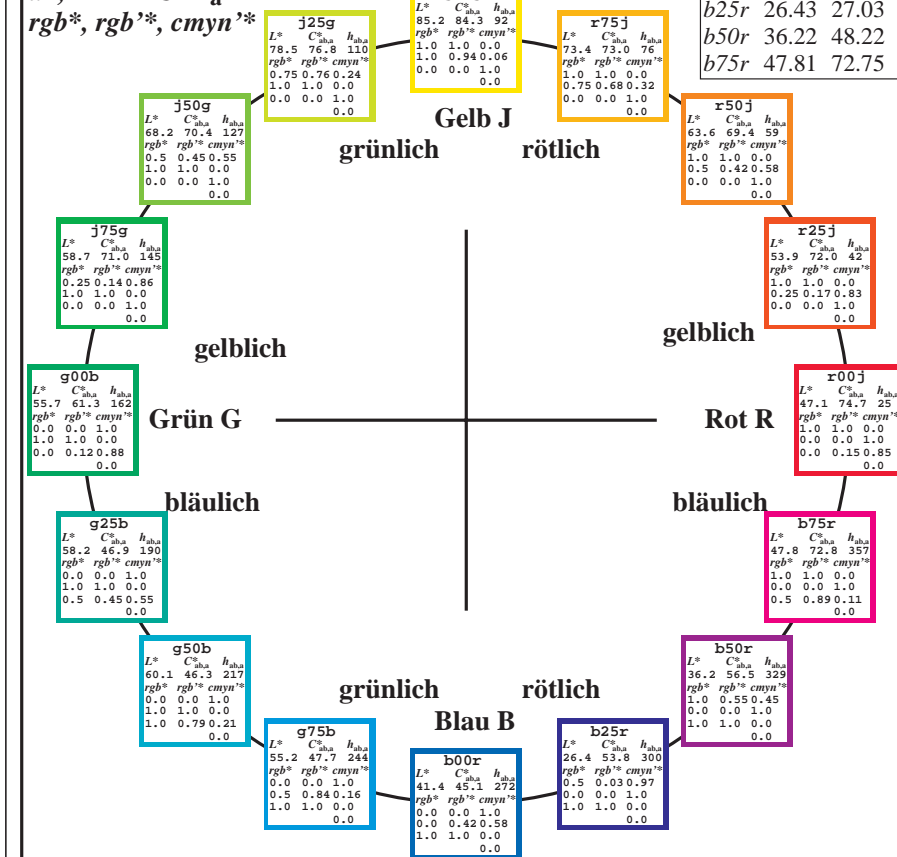 rgb*, rgb'*, cmyn'*
b25r 26.43 27.03
b50r 36.22 48.22
b75r 47.81 72.75
85.2 84.3 92
rgb* rgb'* cmyn'*
1.0 1.0 0.0
1.0 0.94 0.06
0.0 0.0 1.0
0.0
j25g
L* C*ab,a hab,a
78.5 76.8 110
rgb* rgb'* cmyn'*
0.75 0.76 0.24
1.0 1.0 0.0
0.0 0.0 1.0
0.0
r75j
L* C*ab,a hab,a
73.4 73.0 76
rgb* rgb'* cmyn'*
1.0 1.0 0.0
0.75 0.68 0.32
0.0 0.0 1.0
0.0
Gelb J
grünlich rötlich
j50g
L* C*ab,a hab,a
68.2 70.4 127
rgb* rgb'* cmyn'*
0.5 0.45 0.55
1.0 1.0 0.0
0.0 0.0 1.0
0.0
r50j
L* C*ab,a hab,a
63.6 69.4 59
rgb* rgb'* cmyn'*
1.0 1.0 0.0
0.5 0.42 0.58
0.0 0.0 1.0
0.0
j75g
L* C*ab,a hab,a
58.7 71.0 145
rgb* rgb'* cmyn'*
0.25 0.14 0.86
1.0 1.0 0.0
0.0 0.0 1.0
0.0
r25j
L* C*ab,a hab,a
53.9 72.0 42
rgb* rgb'* cmyn'*
1.0 1.0 0.0
0.25 0.17 0.83
0.0 0.0 1.0
0.0
gelblich gelblich
g00b
L* C*ab,a hab,a
55.7 61.3 162
rgb* rgb'* cmyn'*
0.0 0.0 1.0
1.0 1.0 0.0
0.0 0.12 0.88
0.0
Grün G
Rot R
r00j
L* C*ab,a hab,a
47.1 74.7 25
rgb* rgb'* cmyn'*
1.0 1.0 0.0
0.0 0.0 1.0
0.0 0.15 0.85
0.0
bläulich bläulich
g25b
L* C*ab,a hab,a
58.2 46.9 190
rgb* rgb'* cmyn'*
0.0 0.0 1.0
1.0 1.0 0.0
0.5 0.45 0.55
0.0
b75r
L* C*ab,a hab,a
47.8 72.8 357
rgb* rgb'* cmyn'*
1.0 1.0 0.0
0.0 0.0 1.0
0.5 0.89 0.11
0.0
g50b
L* C*ab,a hab,a
60.1 46.3 217
rgb* rgb'* cmyn'*
0.0 0.0 1.0
1.0 1.0 0.0
1.0 0.79 0.21
0.0
b50r
L* C*ab,a hab,a
36.2 56.5 329
rgb* rgb'* cmyn'*
1.0 0.55 0.45
0.0 0.0 1.0
1.0 1.0 0.0
0.0
grünlich rötlich
Blau B
g75b
L* C*ab,a hab,a
55.2 47.7 244
rgb* rgb'* cmyn'*
0.0 0.0 1.0
0.5 0.84 0.16
1.0 1.0 0.0
0.0
b25r
L* C*ab,a hab,a
26.4 53.8 300
rgb* rgb'* cmyn'*
0.5 0.03 0.97
0.0 0.0 1.0
1.0 1.0 0.0
0.0
b00r
L* C*ab,a hab,a
41.4 45.1 272
rgb* rgb'* cmyn'*
0.0 0.0 1.0
0.0 0.42 0.58
1.0 1.0 0.0
0.0